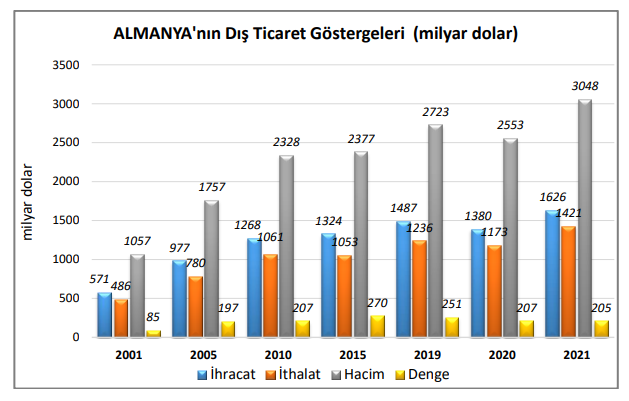 ALMANYA'nın Dış Ticaret Göstergeleri (milyar dolar)
milyar dolar
3500
3000
2500
2000
1500
1000
500
0
571 486 1057 85
977 780 1757 197
1268 1061 2328 207
1324 1053 2377 270
1487 1236 2723 251
1380 1173 2553 207
1626 1421 3048 205
2001 2005 2010 2015 2019 2020 2021
İhracat İthalat Hacim Denge